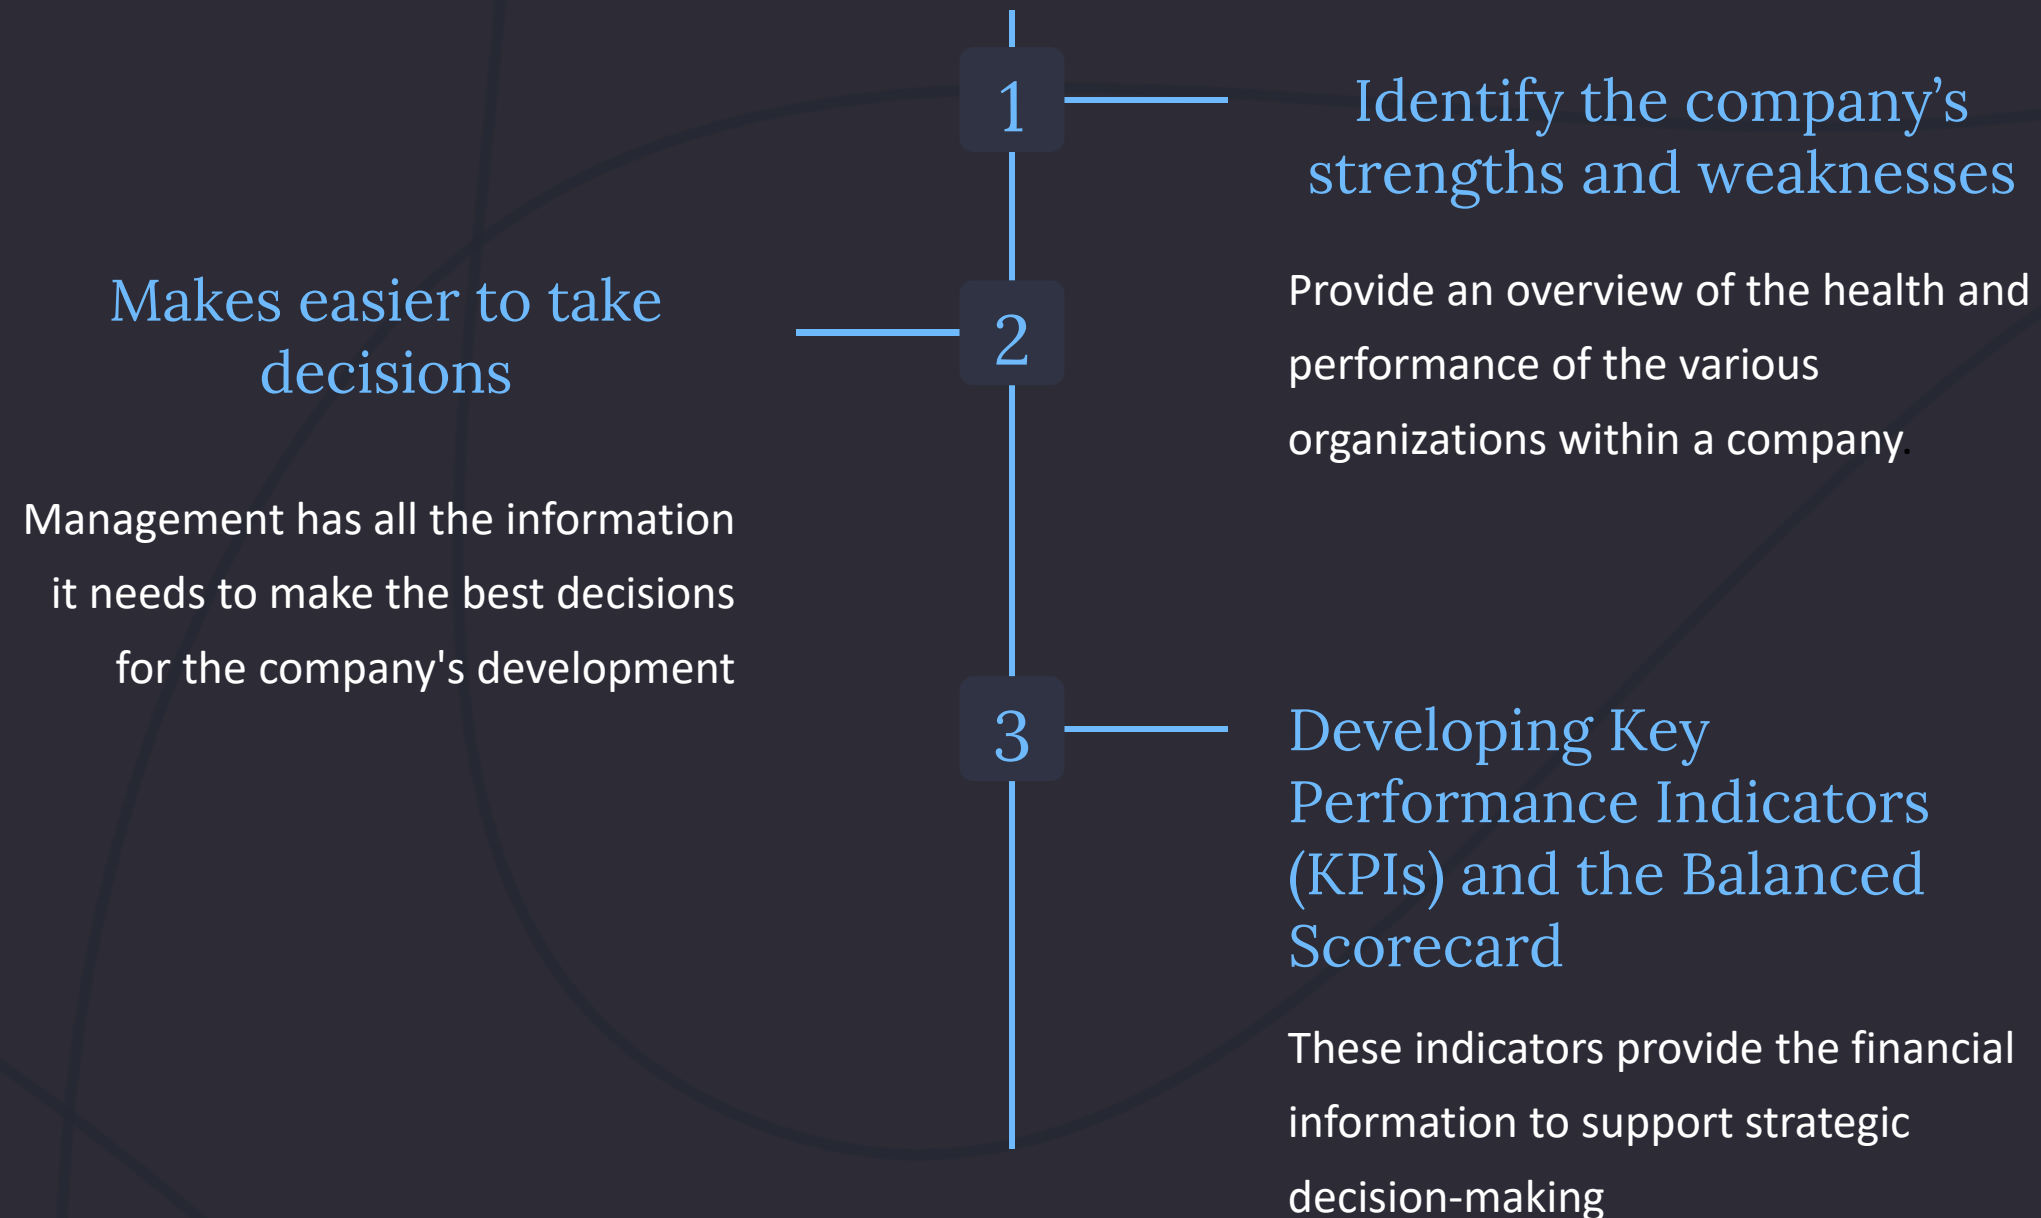 1
Identify the company’s
strengths and weaknesses
Provide an overview of the health and
performance of the various
organizations within a company.
2
Makes easier to take
decisions
Management has all the information
it needs to make the best decisions
for the company's development
3
Developing Key
Performance Indicators
(KPIs) and the Balanced
Scorecard
These indicators provide the financial
information to support strategic
decision-making